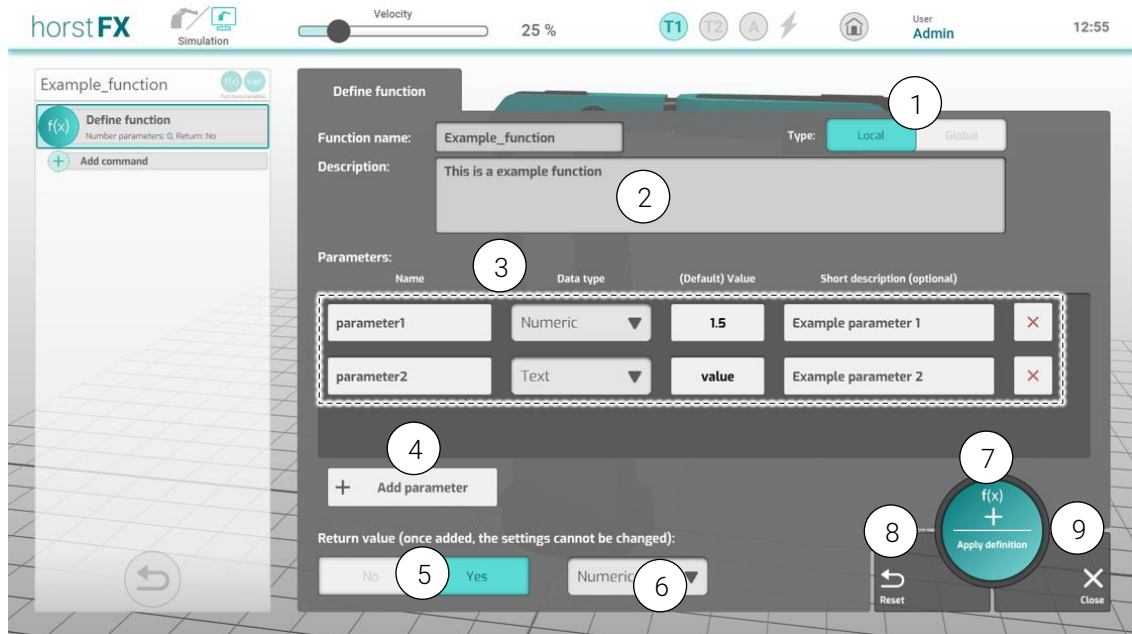 horstFX
Simulation
Velocity
25 %
T1
T2
A
User
Admin
12:55
Example_function
f(x)
var
Functions/variables
f(x)
Define function
Number parameters: 0, Return: No
+ Add command
Define function
Function name:
Example_function
Type:
Local
Global
1
Description:
This is a example function
2
Parameters:
3
Name
Data type
(Default) Value
Short description (optional)
parameter1
Numeric
1.5
Example parameter 1
parameter2
Text
value
Example parameter 2
4
+ Add parameter
Return value (once added, the settings cannot be changed):
No
5
Yes
Numeric
6
7
f(x)
+
Apply definition
8
Reset
9
Close